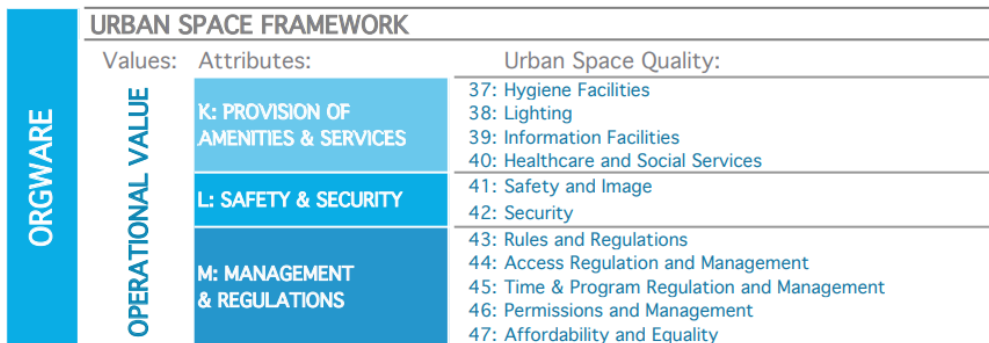 URBAN SPACE FRAMEWORK
Values: Attributes: Urban Space Quality:
ORGWARE
OPERATIONAL VALUE
K: PROVISION OF
AMENITIES & SERVICES
37: Hygiene Facilities
38: Lighting
39: Information Facilities
40: Healthcare and Social Services
L: SAFETY & SECURITY
41: Safety and Image
42: Security
M: MANAGEMENT
& REGULATIONS
43: Rules and Regulations
44: Access Regulation and Management
45: Time & Program Regulation and Management
46: Permissions and Management
47: Affordability and Equality